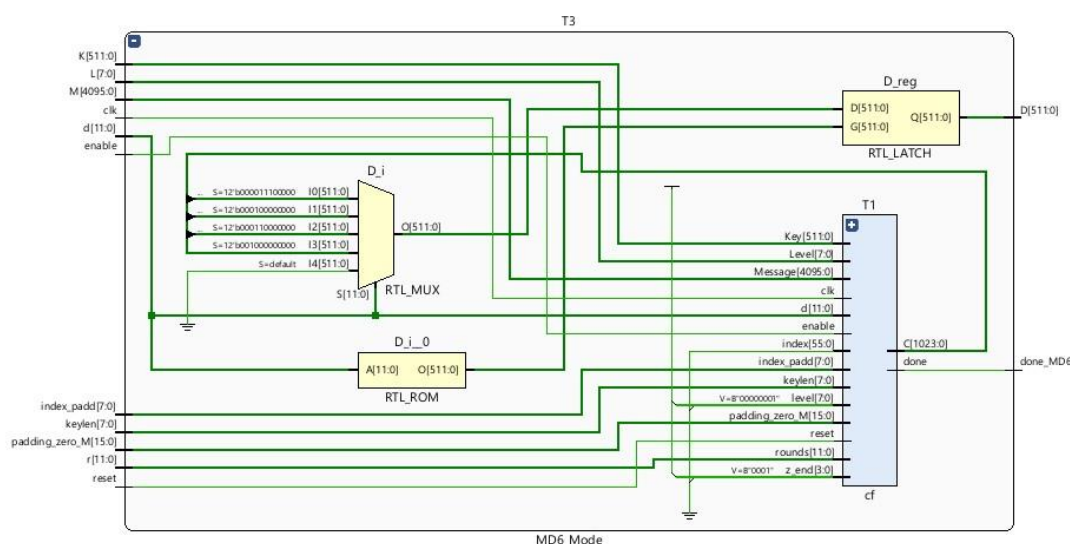 T3
K[511:0]
L[7:0]
M[4095:0]
clk
d[11:0]
enable
D_reg
D[511:0]
G[511:0]
Q[511:0]
RTL_LATCH
D[511:0]
D_i
... S=12'b000011100000 I0[511:0]
... S=12'b000100000000 I1[511:0]
... S=12'b000110000000 I2[511:0]
S=12'b001000000000 I3[511:0]
S=default I4[511:0]
O[511:0]
S[11:0]
RTL_MUX
D_i__0
A[11:0] O[511:0]
RTL_ROM
T1
Key[511:0]
Level[7:0]
Message[4095:0]
clk
d[11:0]
enable
index[55:0]
index_padd[7:0]
keylen[7:0]
V=B"00000001" level[7:0]
padding_zero_M[15:0]
reset
rounds[11:0]
V=B"0001" z_end[3:0]
C[1023:0]
done
cf
done_MD6
index_padd[7:0]
keylen[7:0]
padding_zero_M[15:0]
r[11:0]
reset
MD6 Mode